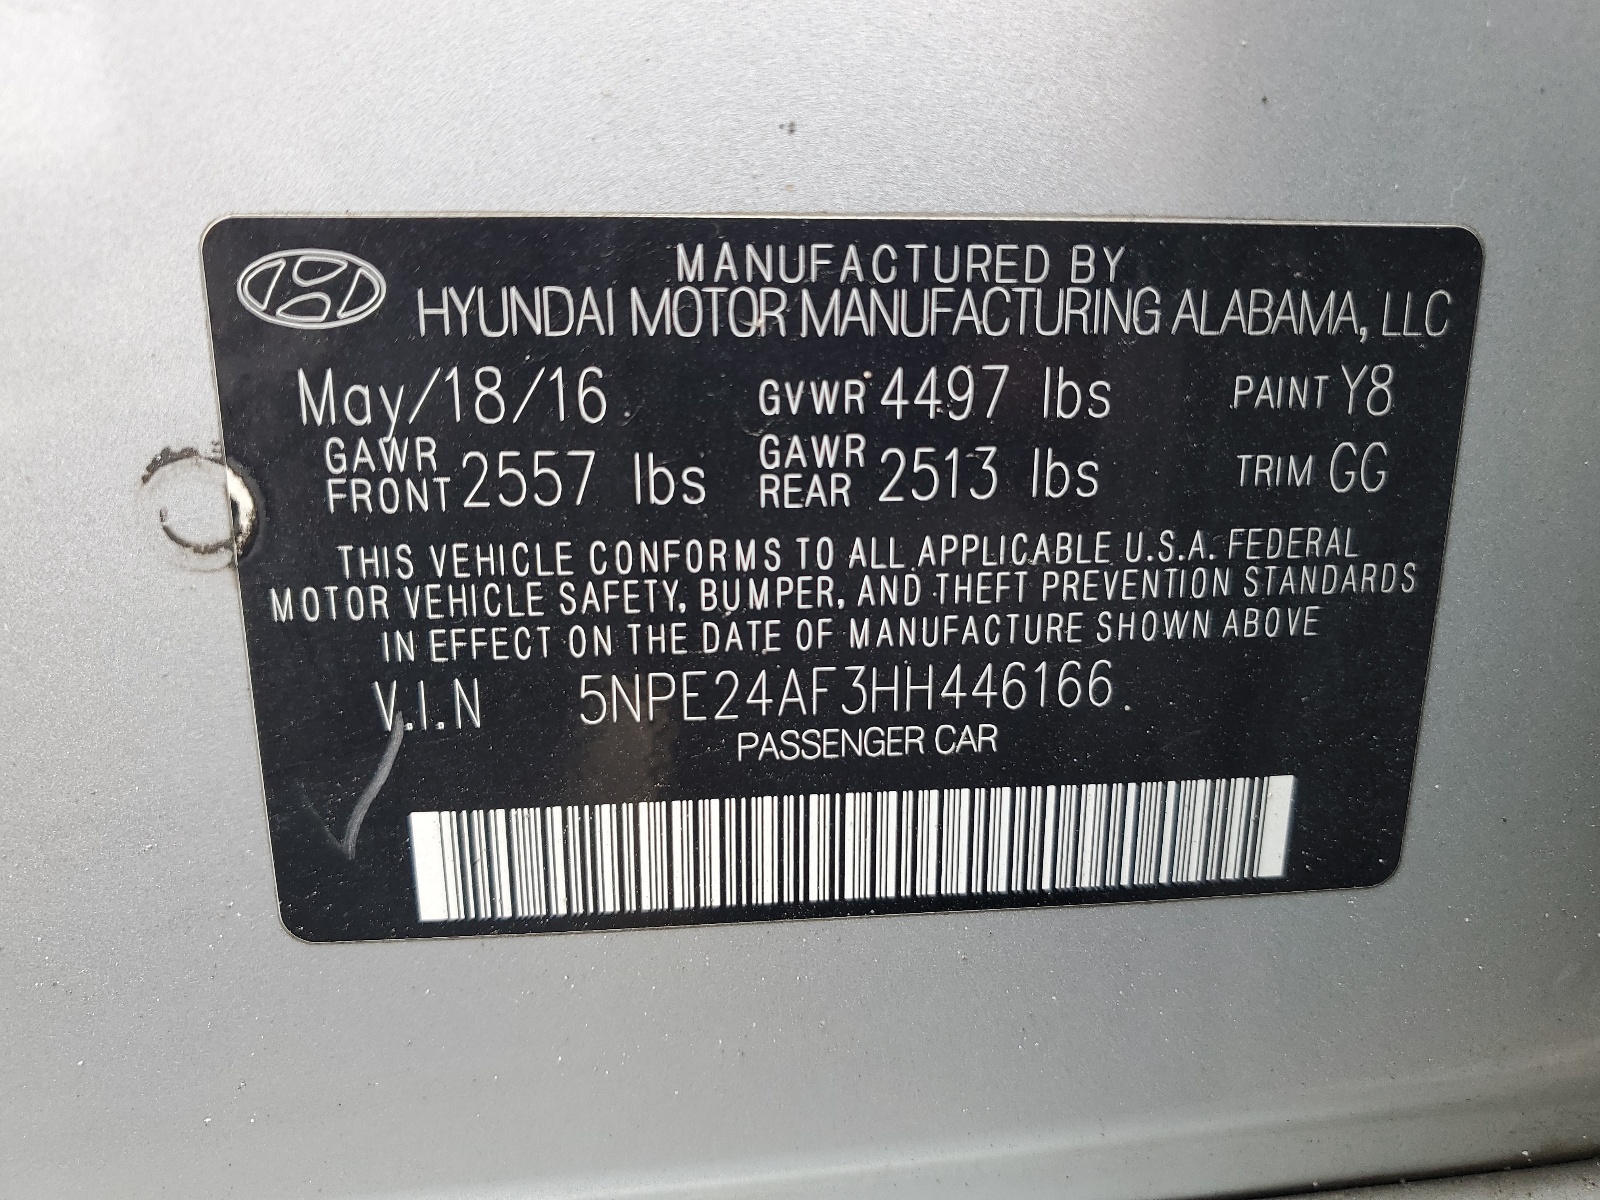 MANUFACTURED BY
HYUNDAI MOTOR MANUFACTURING ALABAMA, LLC
May/18/16 GVWR 4497 lbs PAINT Y8
GAWR FRONT 2557 lbs GAWR REAR 2513 lbs TRIM GG
THIS VEHICLE CONFORMS TO ALL APPLICABLE U.S.A. FEDERAL
MOTOR VEHICLE SAFETY, BUMPER, AND THEFT PREVENTION STANDARDS
IN EFFECT ON THE DATE OF MANUFACTURE SHOWN ABOVE
V.I.N 5NPE24AF3HH446166
PASSENGER CAR